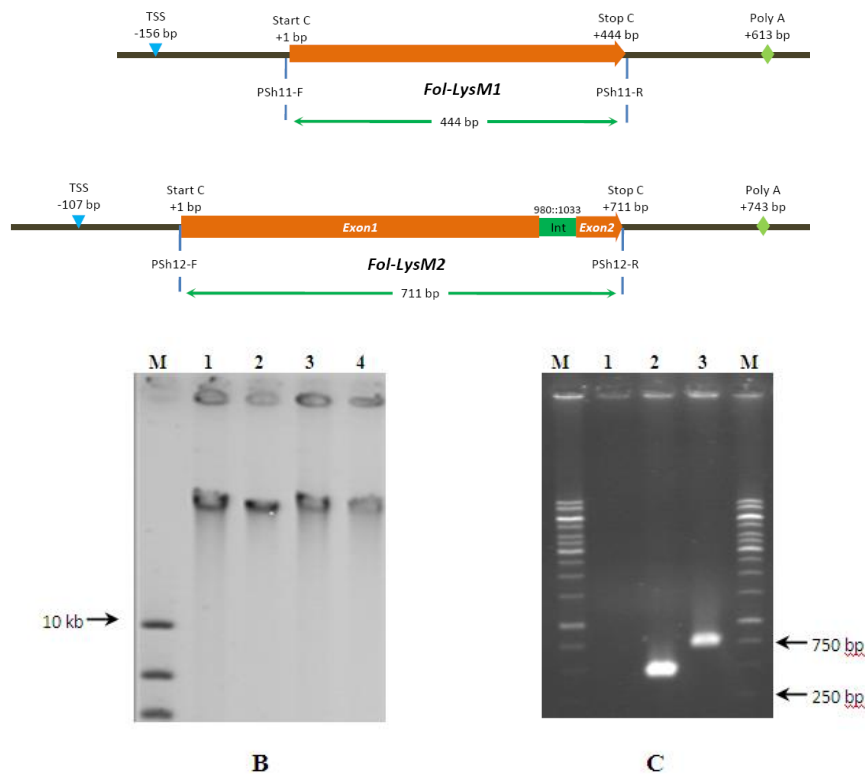 TSS
-156 bp
Start C
+1 bp
Stop C
+444 bp
Poly A
+613 bp
PSh11-F
Fol-LysM1
PSh11-R
444 bp
TSS
-107 bp
Start C
+1 bp
980::1033
Stop C
+711 bp
Poly A
+743 bp
Exon1
Int
Exon2
PSh12-F
Fol-LysM2
PSh12-R
711 bp
M 1 2 3 4
10 kb
B
M 1 2 3 M
750 bp
250 bp
C